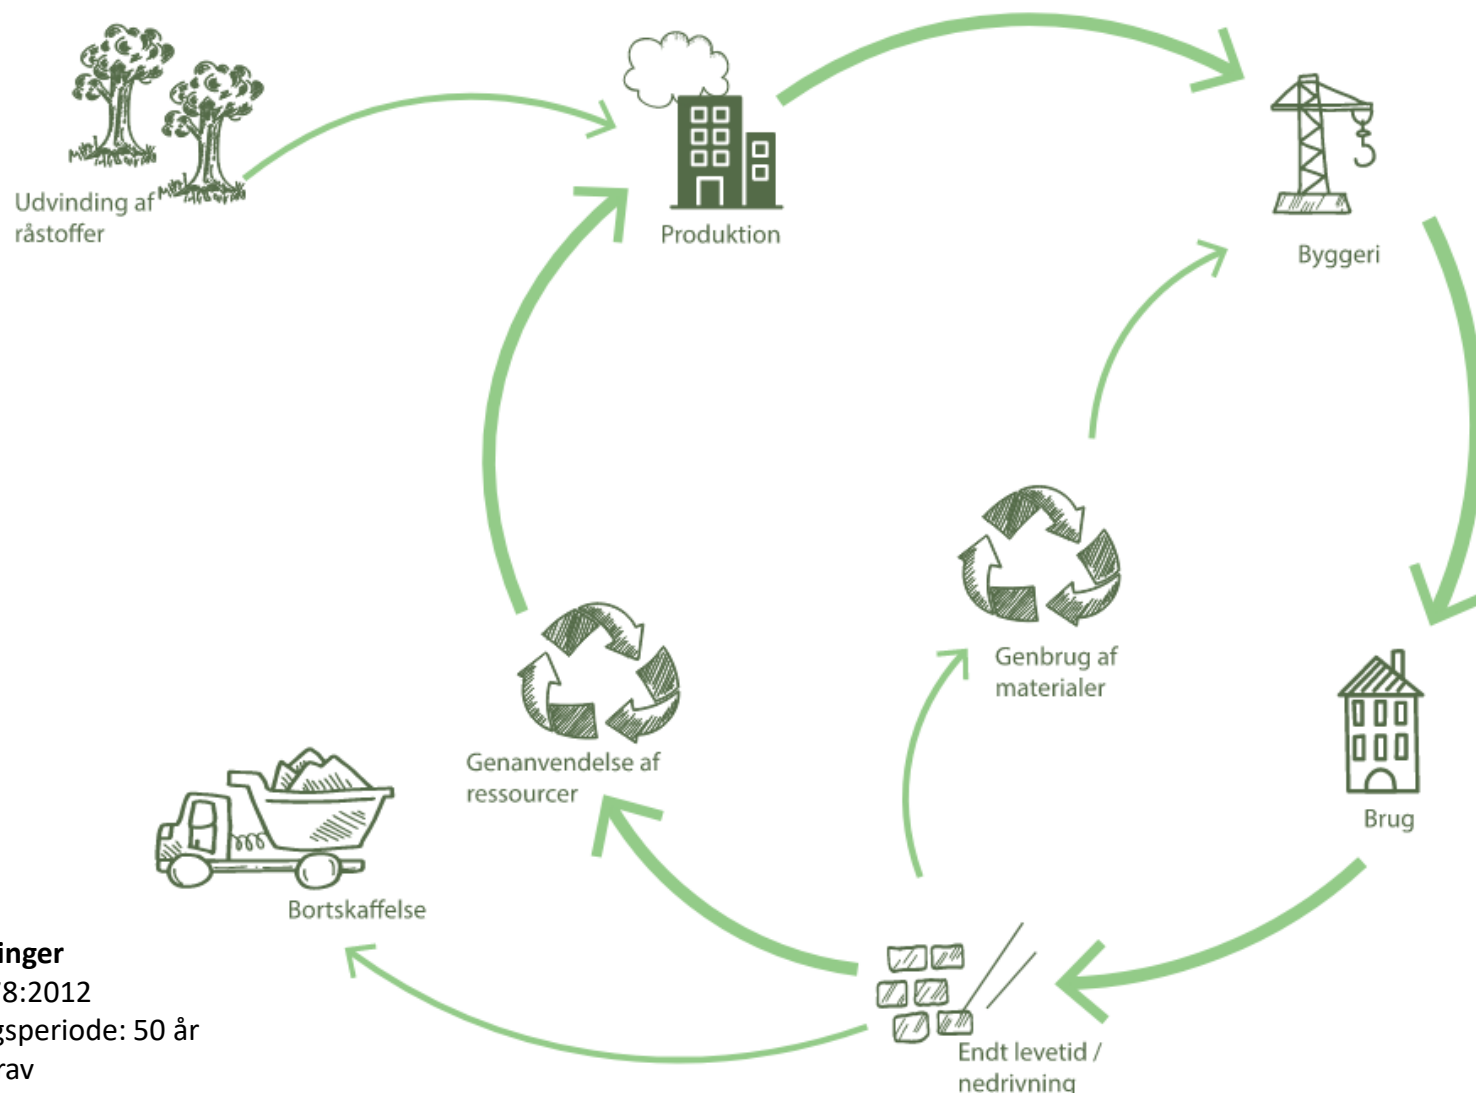 Udvinding af
råstoffer
Produktion
Byggeri
Genbrug af
materialer
Genanvendelse af
ressourcer
Brug
Bortskaffelse
Endt levetid /
nedrivning
inger
78:2012
gsperiode: 50 år
rav